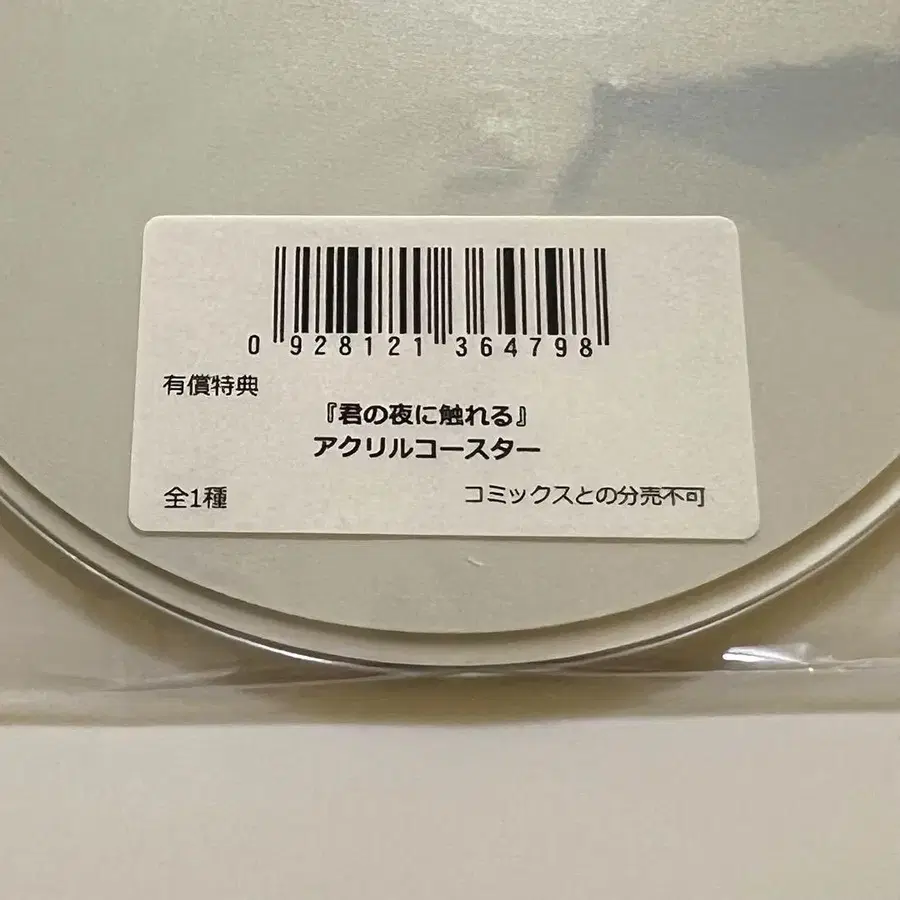 0 928121 364798
有償特典
『君の夜に触れる』
アクリルコースター
全1種 コミックスとの分売不可